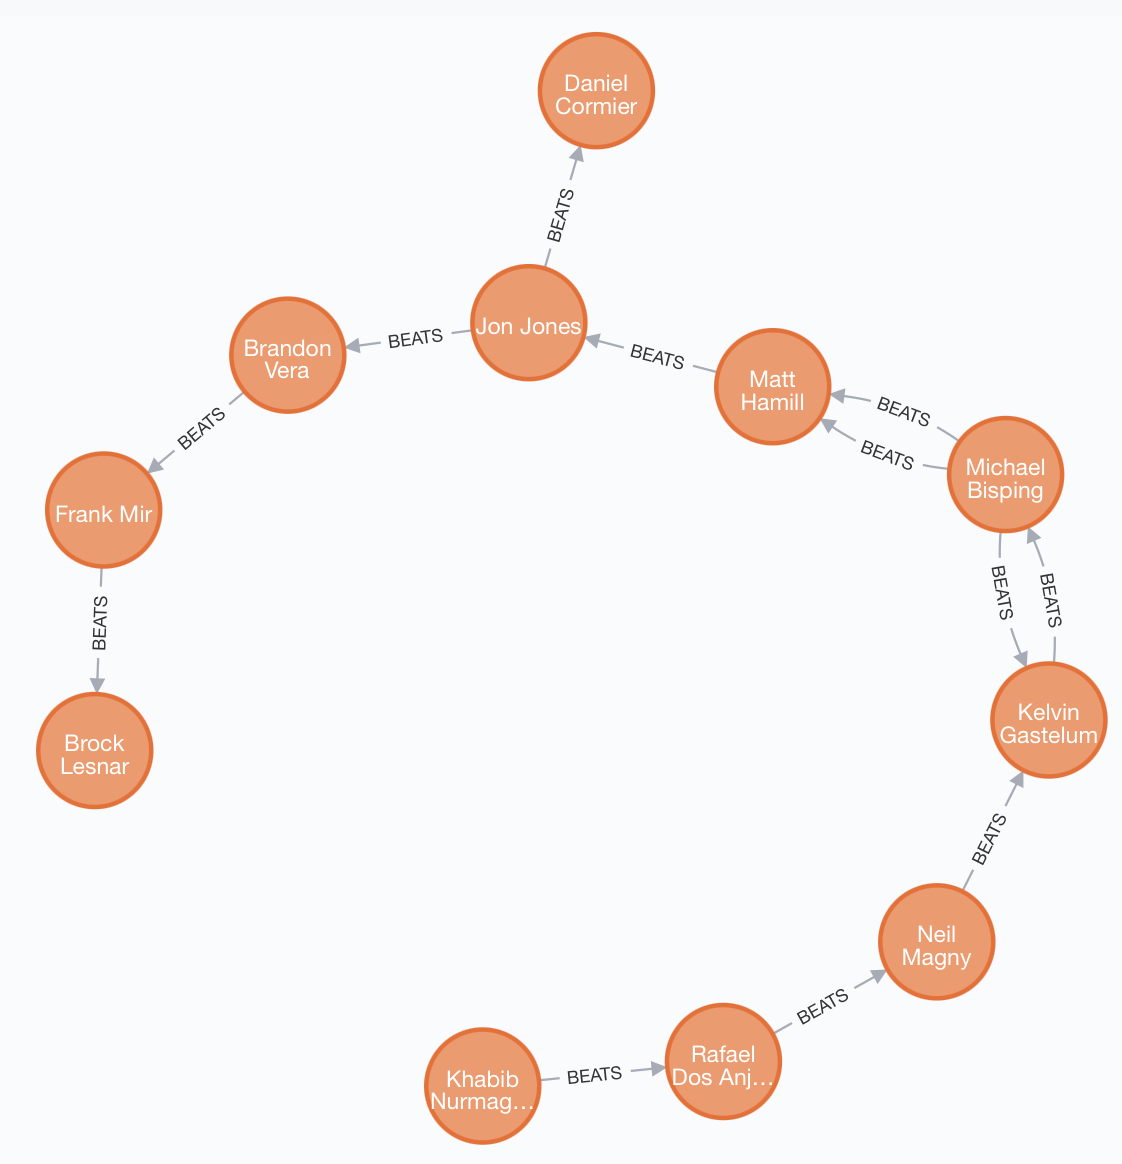 Daniel
Cormier
BEATS
Jon Jones
BEATS
Brandon
Vera
BEATS
Matt
Hamill
BEATS
BEATS
BEATS
Michael
Bisping
Frank Mir
BEATS
BEATS
BEATS
Brock
Lesnar
Kelvin
Gastelum
BEATS
Neil
Magny
BEATS
Rafael
Dos Anj...
BEATS
Khabib
Nurmag...